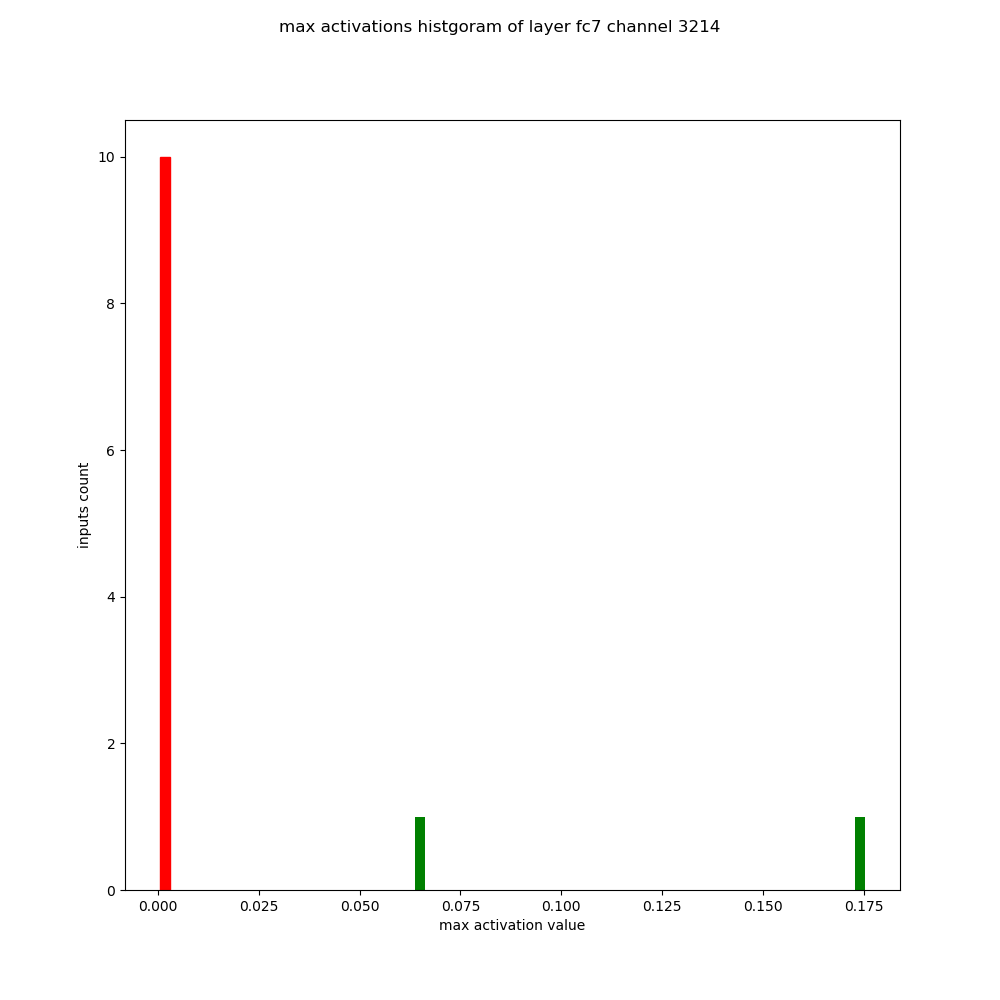 max activations histgoram of layer fc7 channel 3214
10
8
6
4
2
0
inputs count
0.000 0.025 0.050 0.075 0.100 0.125 0.150 0.175
max activation value